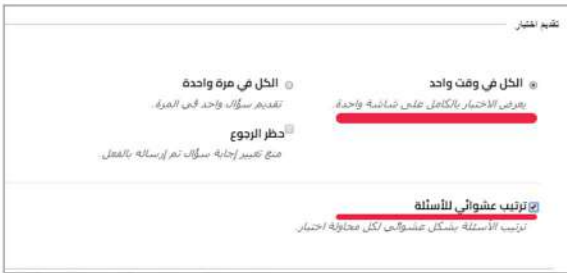 تقديم اختبار
الكل في وقت واحد
يعرض الاختبار بالكامل على شاشة واحدة.
الكل في مرة واحدة
تقديم سؤال واحد في المرة.
حظر الرجوع
منع تغيير إجابة سؤال تم إرساله بالفعل.
ترتيب عشوائي للأسئلة
ترتيب الأسئلة بشكل عشوائي لكل محاولة اختبار.